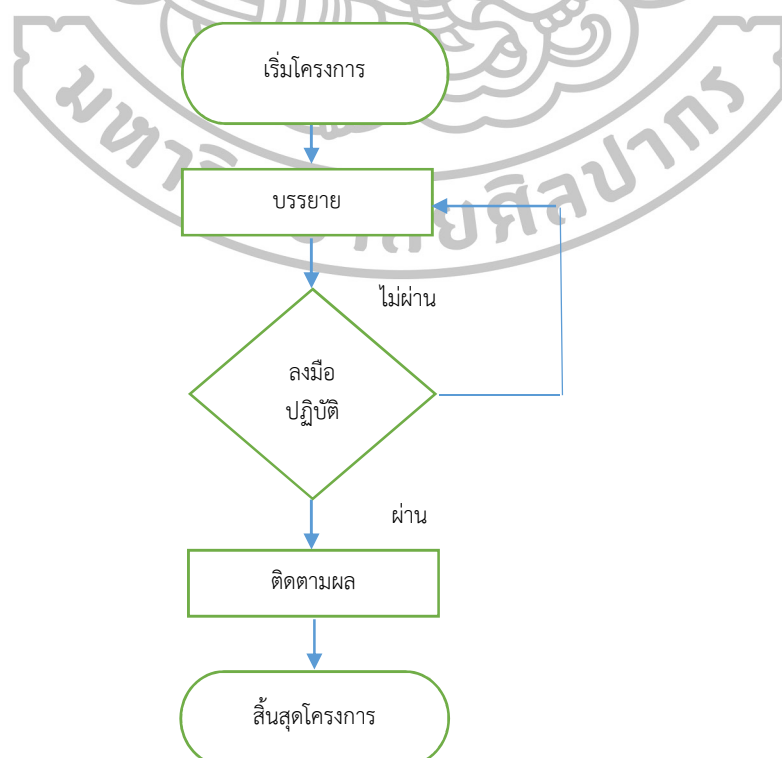 เริ่มโครงการ
บรรยาย
ไม่ผ่าน
ลงมือ
ปฏิบัติ
ผ่าน
ติดตามผล
สิ้นสุดโครงการ